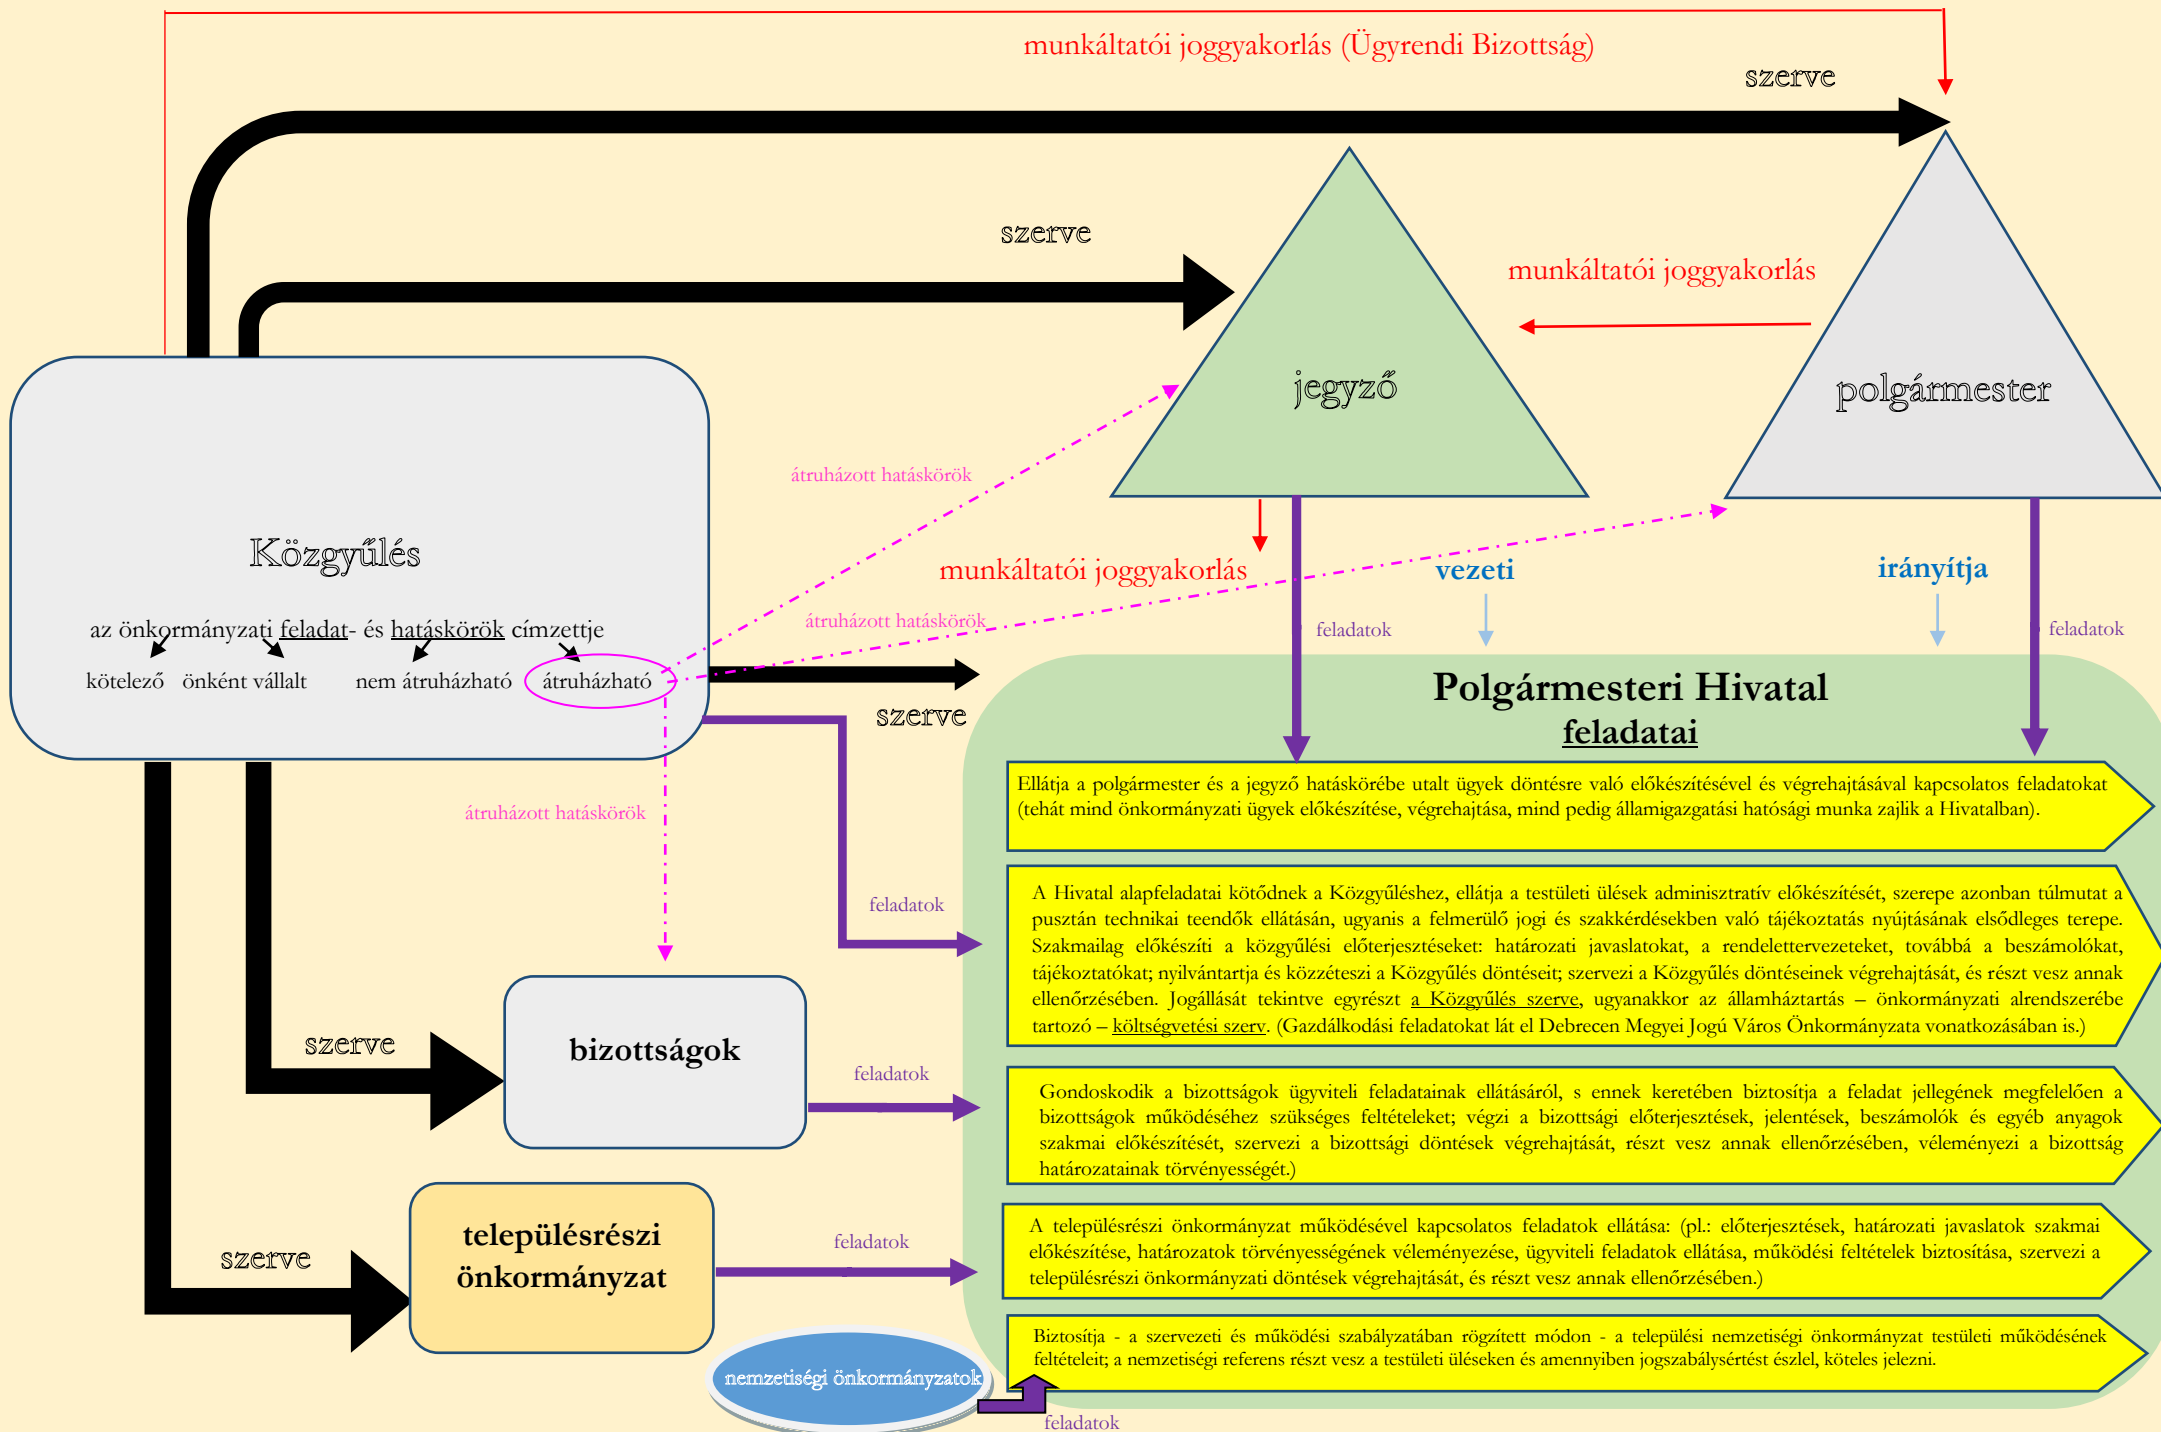 munkáltatói joggyakorlás (Ügyrendi Bizottság)
szerve
szerve
munkáltatói joggyakorlás
jegyző
polgármester
átruházott hatáskörök
Közgyűlés
munkáltatói joggyakorlás
vezeti
irányítja
az önkormányzati feladat- és hatáskörök címzettje
átruházott hatáskörök
feladatok
feladatok
kötelező önként vállalt nem átruházható átruházható
szerve
Polgármesteri Hivatal
feladatai
Ellátja a polgármester és a jegyző hatáskörébe utalt ügyek döntésre való előkészítésével és végrehajtásával kapcsolatos feladatokat
(tehát mind önkormányzati ügyek előkészítése, végrehajtása, mind pedig államigazgatási hatósági munka zajlik a Hivatalban).
átruházott hatáskörök
feladatok
A Hivatal alapfeladatai kötődnek a Közgyűléshez, ellátja a testületi ülések adminisztratív előkészítését, szerepe azonban túlmutat a
pusztán technikai teendők ellátásán, ugyanis a felmerülő jogi és szakkérdésekben való tájékoztatás nyújtásának elsődleges terepe.
Szakmailag előkészíti a közgyűlési előterjesztéseket: határozati javaslatokat, a rendelettervezeteket, továbbá a beszámolókat,
tájékoztatókat; nyilvántartja és közzéteszi a Közgyűlés döntéseit; szervezi a Közgyűlés döntéseinek végrehajtását, és részt vesz annak
ellenőrzésében. Jogállását tekintve egyrészt a Közgyűlés szerve, ugyanakkor az államháztartás – önkormányzati alrendszerébe
tartozó – költségvetési szerv. (Gazdálkodási feladatokat lát el Debrecen Megyei Jogú Város Önkormányzata vonatkozásában is.)
szerve
bizottságok
feladatok
Gondoskodik a bizottságok ügyviteli feladatainak ellátásáról, s ennek keretében biztosítja a feladat jellegének megfelelően a
bizottságok működéséhez szükséges feltételeket; végzi a bizottsági előterjesztések, jelentések, beszámolók és egyéb anyagok
szakmai előkészítését, szervezi a bizottsági döntések végrehajtását, részt vesz annak ellenőrzésében, véleményezi a bizottság
határozatainak törvényességét.)
szerve
településrészi
önkormányzat
feladatok
A településrészi önkormányzat működésével kapcsolatos feladatok ellátása: (pl.: előterjesztések, határozati javaslatok szakmai
előkészítése, határozatok törvényességének véleményezése, ügyviteli feladatok ellátása, működési feltételek biztosítása, szervezi a
településrészi önkormányzati döntések végrehajtását, és részt vesz annak ellenőrzésében.)
nemzetiségi önkormányzatok
Biztosítja - a szervezeti és működési szabályzatában rögzített módon - a települési nemzetiségi önkormányzat testületi működésének
feltételeit; a nemzetiségi referens részt vesz a testületi üléseken és amennyiben jogszabálysértést észlel, köteles jelezni.
feladatok